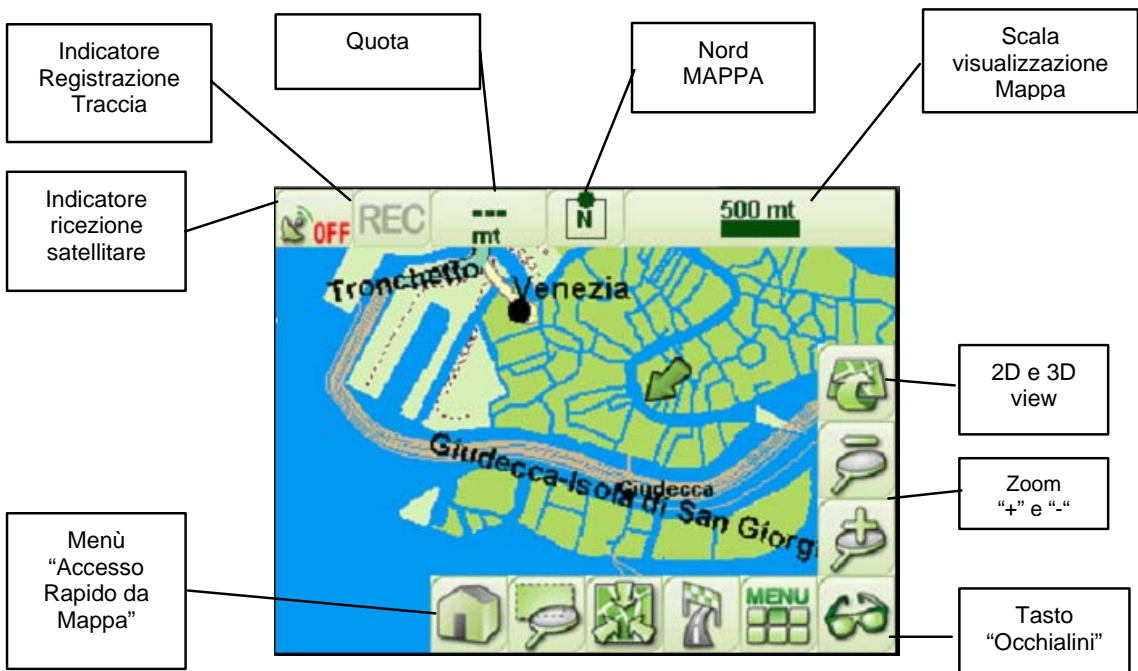 Indicatore
Registrazione
Traccia
Quota
Nord
MAPPA
Scala
visualizzazione
Mappa
Indicatore
ricezione
satellitare
OFF
REC
---
mt
N
500 mt
Tronchetto
Venezia
2D e 3D
view
Giudecca-Isola di San Giorg
Giudecca
Zoom
“+” e “-“
Menù
“Accesso
Rapido da
Mappa”
MENU
Tasto
“Occhialini”